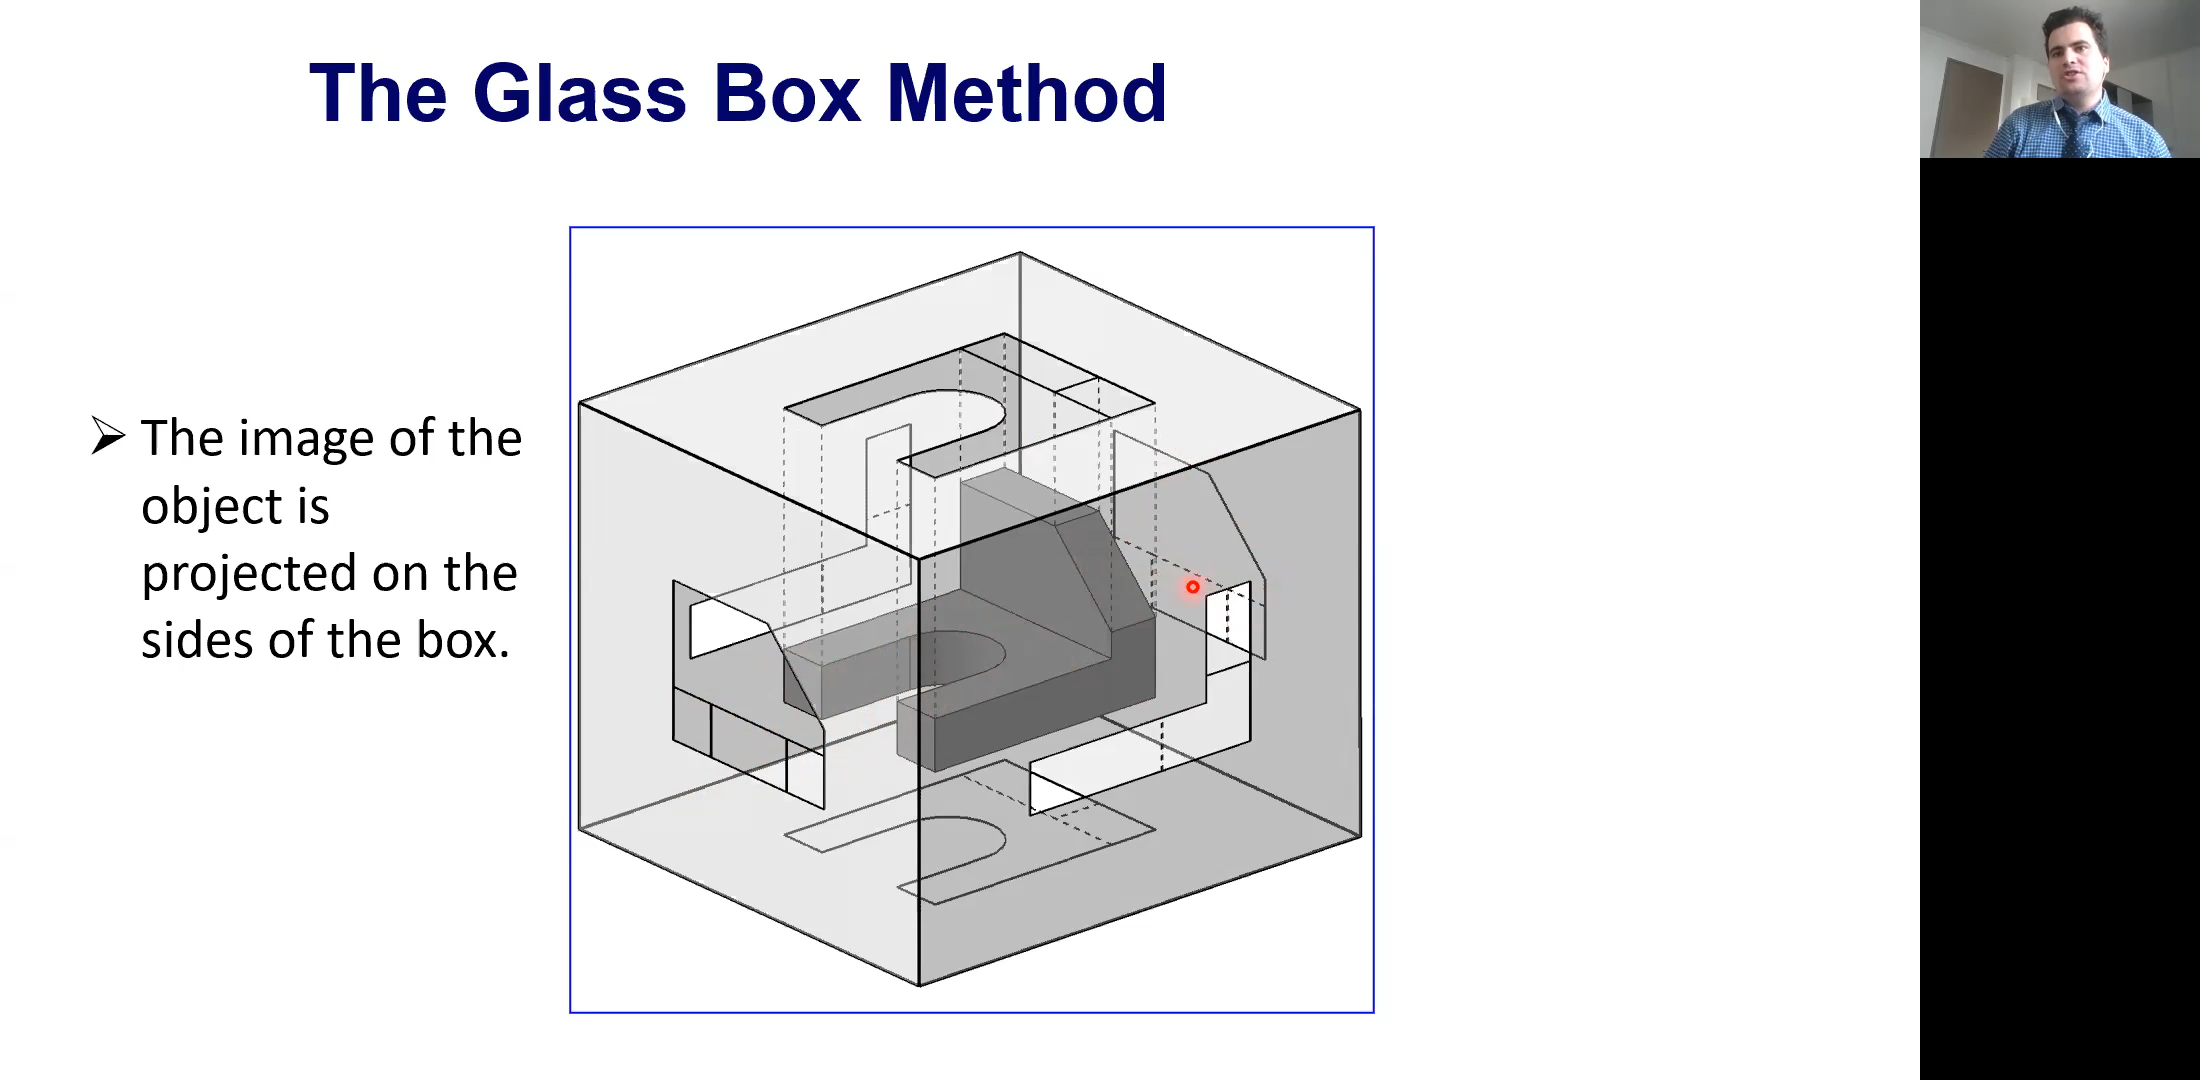 The Glass Box Method
➢ The image of the
object is
projected on the
sides of the box.